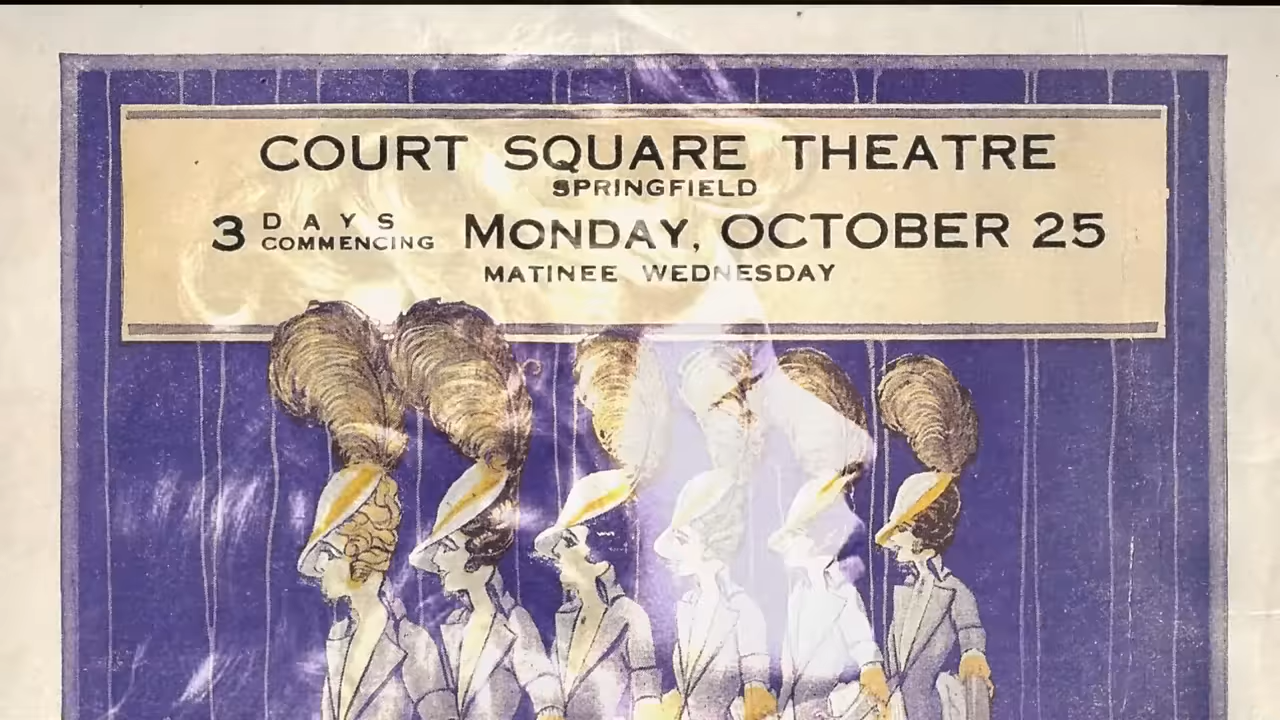 COURT SQUARE THEATRE
SPRINGFIELD
3 DAYS COMMENCING MONDAY, OCTOBER 25
MATINEE WEDNESDAY